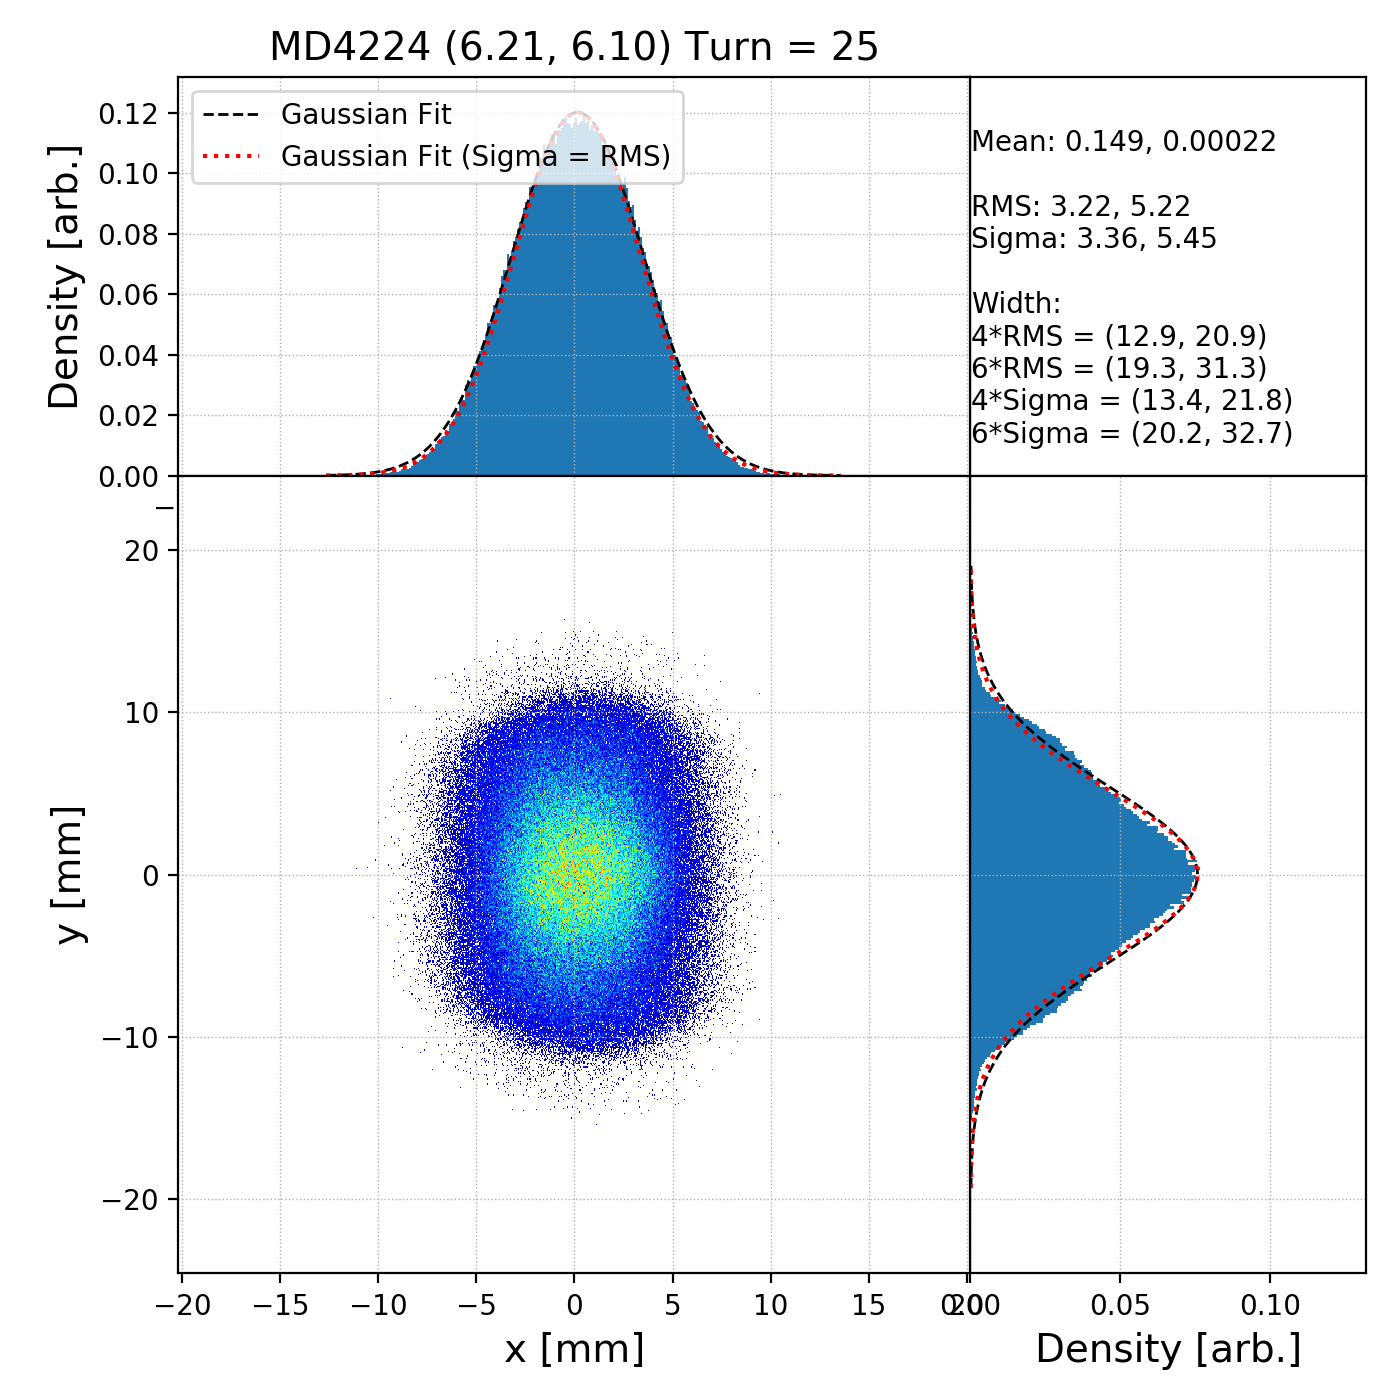 MD4224 (6.21, 6.10) Turn = 25
Gaussian Fit
Gaussian Fit (Sigma = RMS)
Density [arb.]
0.12
0.10
0.08
0.06
0.04
0.02
0.00
Mean: 0.149, 0.00022
RMS: 3.22, 5.22
Sigma: 3.36, 5.45
Width:
4*RMS = (12.9, 20.9)
6*RMS = (19.3, 31.3)
4*Sigma = (13.4, 21.8)
6*Sigma = (20.2, 32.7)
y [mm]
20
10
0
−10
−20
−20 −15 −10 −5 0 5 10 15 20
x [mm]
0.00 0.05 0.10
Density [arb.]